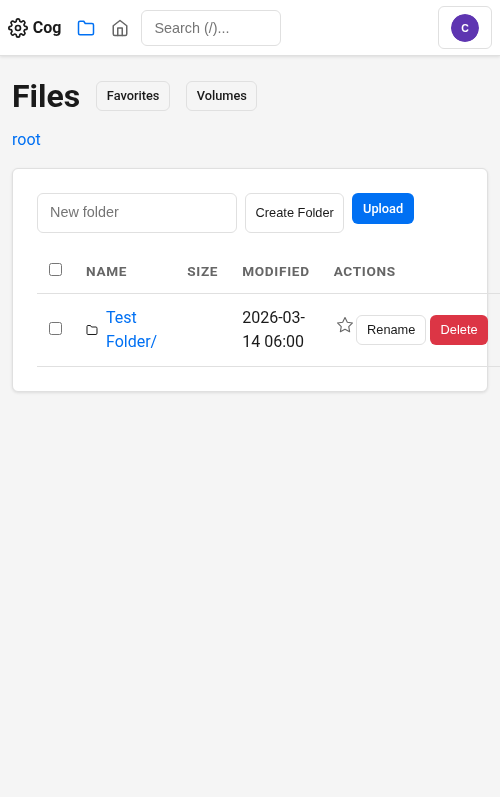 Cog
Search (/)...
C
Files
Favorites
Volumes
root
New folder
Create Folder
Upload
NAME SIZE MODIFIED ACTIONS
Test
Folder/
2026-03-
14 06:00
Rename
Delete